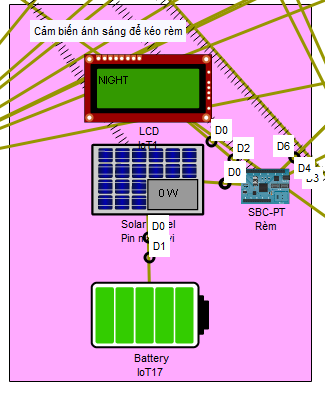 Cảm biến ánh sáng để kéo rèm
NIGHT
LCD
IoT1
D0
D2
D6
D0
D4
D3
0 W
SBC-PT
Rèm
D0
D1
Battery
IoT17